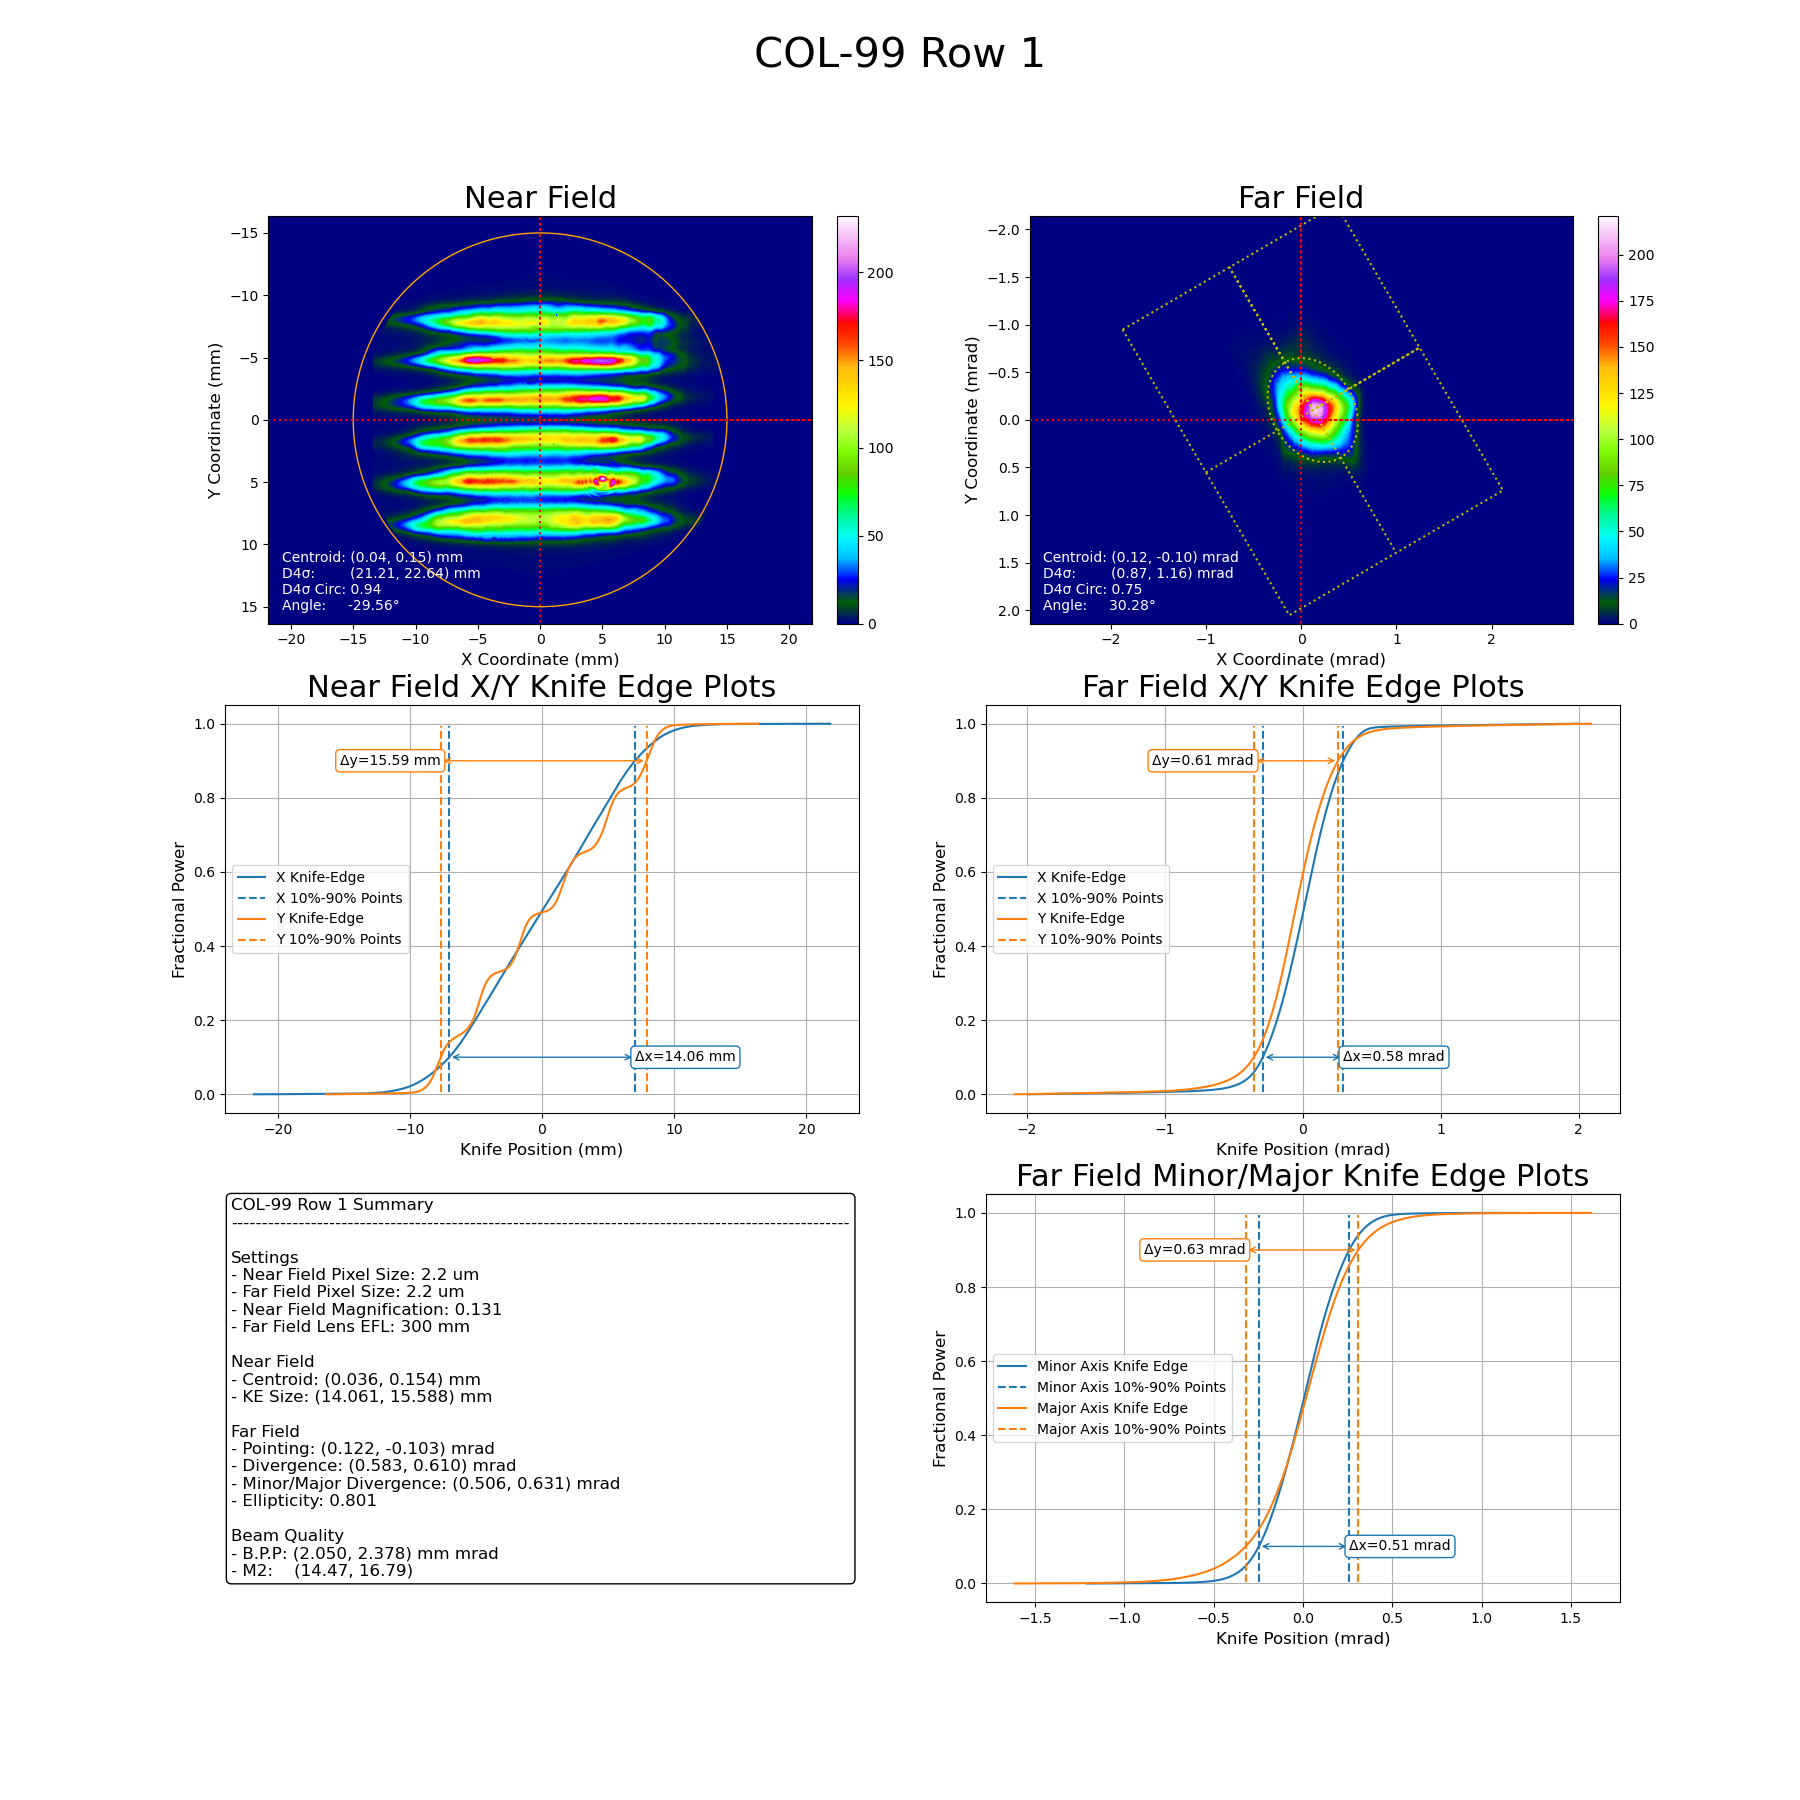 COL-99 Row 1
Near Field
Y Coordinate (mm)
−15
−10
−5
0
5
10
15
Centroid: (0.04, 0.15) mm
D4σ: (21.21, 22.64) mm
D4σ Circ: 0.94
Angle: -29.56°
−20 −15 −10 −5 0 5 10 15 20
X Coordinate (mm)
200
150
100
50
0
Far Field
Y Coordinate (mrad)
−2.0
−1.5
−1.0
−0.5
0.0
0.5
1.0
1.5
2.0
Centroid: (0.12, -0.10) mrad
D4σ: (0.87, 1.16) mrad
D4σ Circ: 0.75
Angle: 30.28°
−2 −1 0 1 2
X Coordinate (mrad)
200
175
150
125
100
75
50
25
0
Near Field X/Y Knife Edge Plots
Fractional Power
1.0
0.8
0.6
0.4
0.2
0.0
Δy=15.59 mm
X Knife-Edge
X 10%-90% Points
Y Knife-Edge
Y 10%-90% Points
Δx=14.06 mm
−20 −10 0 10 20
Knife Position (mm)
Far Field X/Y Knife Edge Plots
Fractional Power
1.0
0.8
0.6
0.4
0.2
0.0
Δy=0.61 mrad
X Knife-Edge
X 10%-90% Points
Y Knife-Edge
Y 10%-90% Points
Δx=0.58 mrad
−2 −1 0 1 2
Knife Position (mrad)
COL-99 Row 1 Summary
Settings
- Near Field Pixel Size: 2.2 um
- Far Field Pixel Size: 2.2 um
- Near Field Magnification: 0.131
- Far Field Lens EFL: 300 mm
Near Field
- Centroid: (0.036, 0.154) mm
- KE Size: (14.061, 15.588) mm
Far Field
- Pointing: (0.122, -0.103) mrad
- Divergence: (0.583, 0.610) mrad
- Minor/Major Divergence: (0.506, 0.631) mrad
- Ellipticity: 0.801
Beam Quality
- B.P.P: (2.050, 2.378) mm mrad
- M2: (14.47, 16.79)
Far Field Minor/Major Knife Edge Plots
Fractional Power
1.0
0.8
0.6
0.4
0.2
0.0
Δy=0.63 mrad
Minor Axis Knife Edge
Minor Axis 10%-90% Points
Major Axis Knife Edge
Major Axis 10%-90% Points
Δx=0.51 mrad
−1.5 −1.0 −0.5 0.0 0.5 1.0 1.5
Knife Position (mrad)